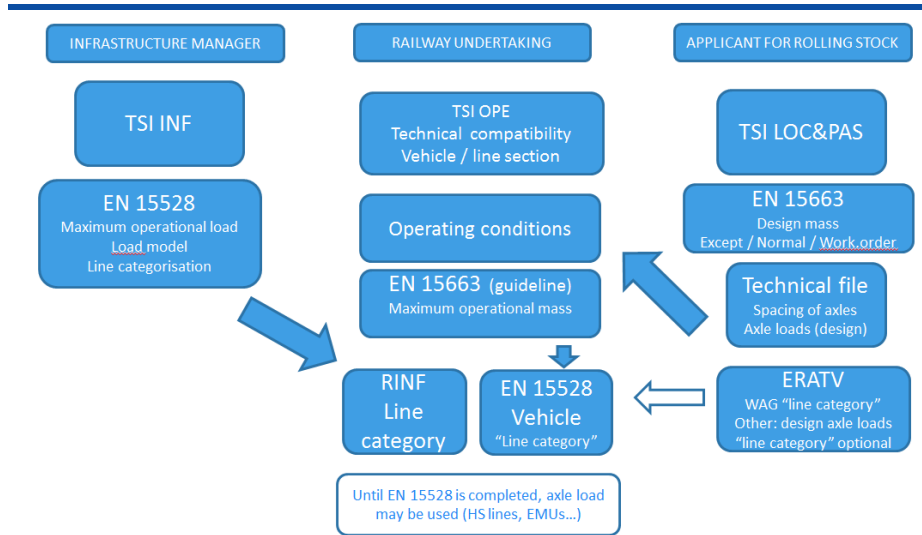 INFRASTRUCTURE MANAGER
RAILWAY UNDERTAKING
APPLICANT FOR ROLLING STOCK
TSI INF
EN 15528
Maximum operational load
Load model
Line categorisation
TSI OPE
Technical compatibility
Vehicle / line section
Operating conditions
EN 15663 (guideline)
Maximum operational mass
TSI LOC&PAS
EN 15663
Design mass
Except / Normal / Work.order
Technical file
Spacing of axles
Axle loads (design)
RINF
Line
category
EN 15528
Vehicle
“Line category”
ERATV
WAG “line category”
Other: design axle loads
“line category” optional
Until EN 15528 is completed, axle load
may be used (HS lines, EMUs...)